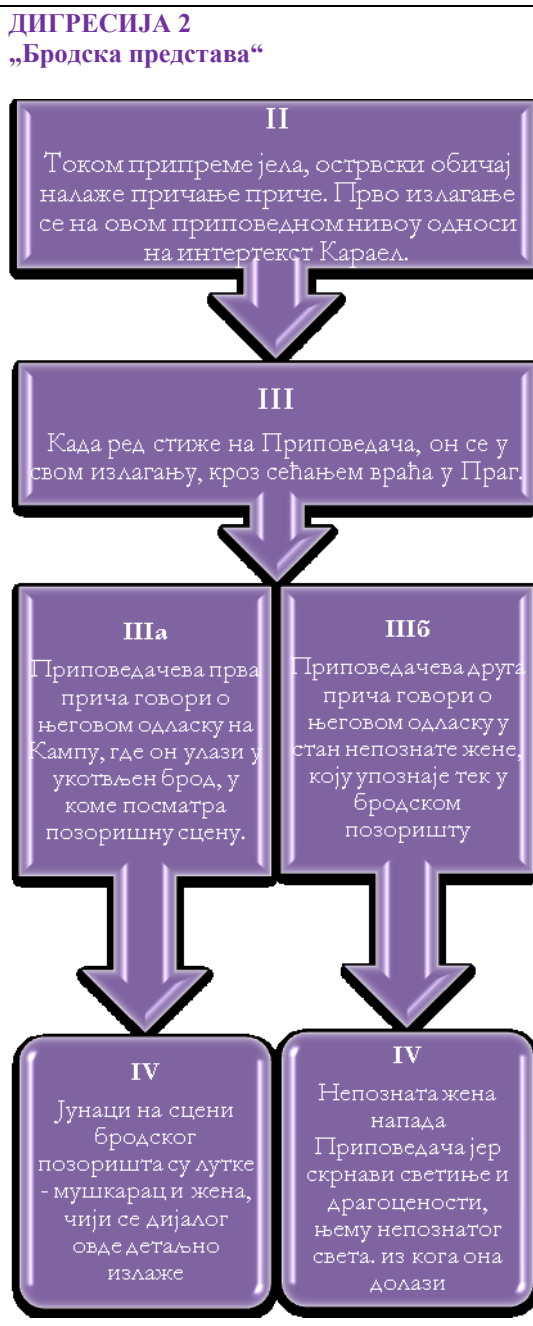 ДИГРЕСИЈА 2
„Бродска представа“
II
Током припреме јела, острвски обичај
налаже причање приче. Прво излагање
се на овом приповедном нивоу односи
на интертекст Караел.
III
Када ред стиже на Приповедача, он се у
свом излагању, кроз сећањем враћа у Праг.
IIIа
Приповедачева прва
прича говори о
његовом одласку на
Кампу, где он улази у
укотвљен брод, у
коме посматра
позоришну сцену.
IIIб
Приповедачева друга
прича говори о
његовом одласку у
стан непознате жене,
коју упознаје тек у
бродском
позоришту
IV
Јунаци на сцени
бродског
позоришта су лутке
- мушкарац и жена,
чији се дијалог
овде детаљно
излаже
IV
Непозната жена
напада
Приповедача јер
скрнави светиње и
драгоцености,
њему непознатог
света. из кога она
долази